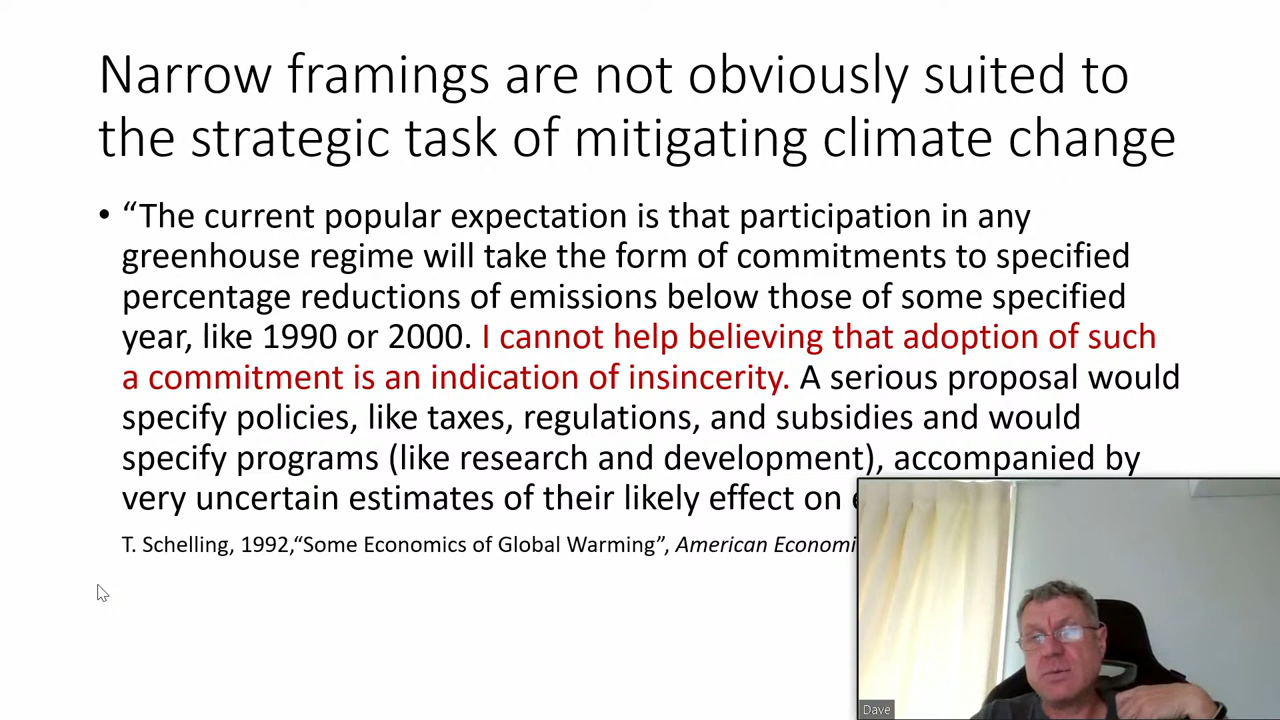 Narrow framings are not obviously suited to
the strategic task of mitigating climate change
• “The current popular expectation is that participation in any
greenhouse regime will take the form of commitments to specified
percentage reductions of emissions below those of some specified
year, like 1990 or 2000. I cannot help believing that adoption of such
a commitment is an indication of insincerity. A serious proposal would
specify policies, like taxes, regulations, and subsidies and would
specify programs (like research and development), accompanied by
very uncertain estimates of their likely effect on
T. Schelling, 1992,“Some Economics of Global Warming”, American
Dave